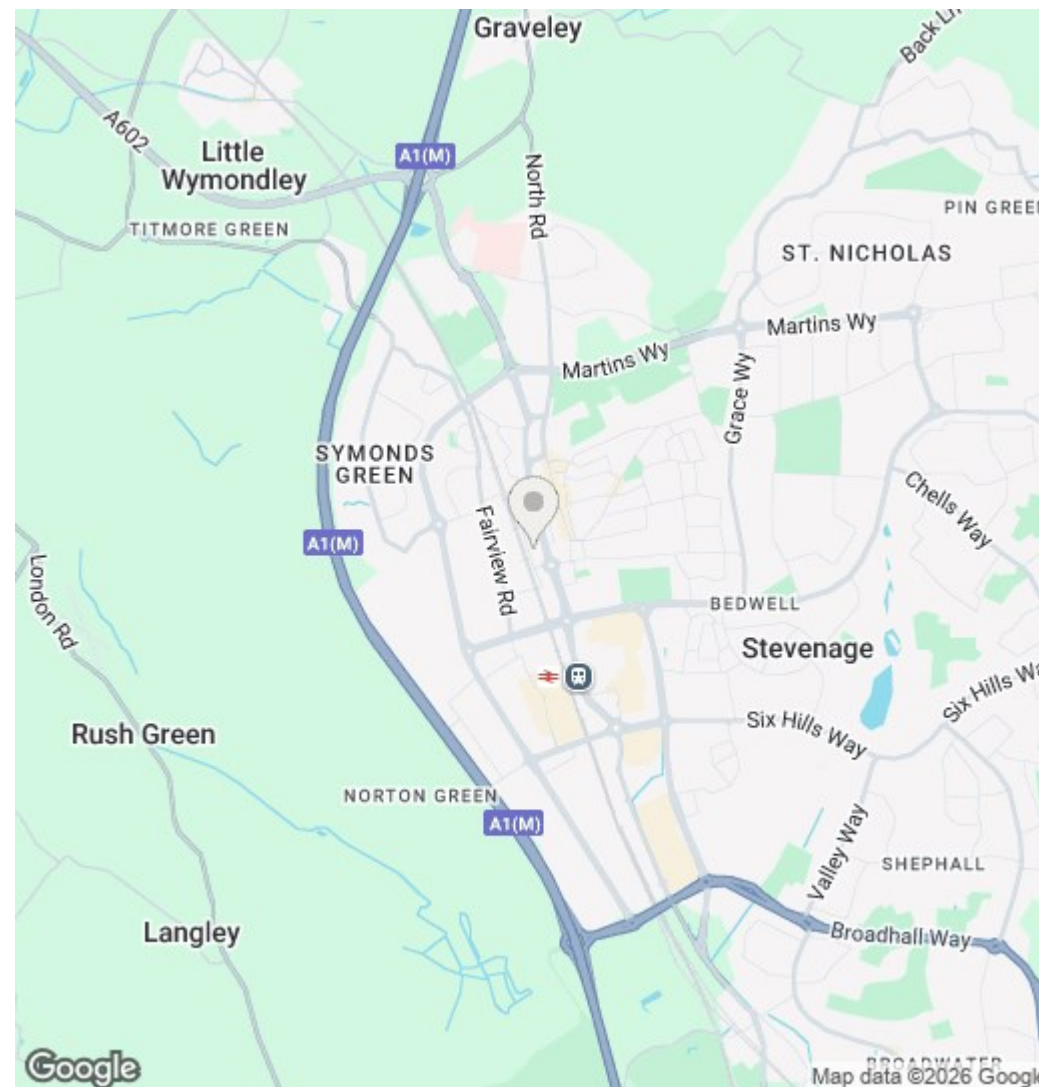 Graveley
Back Ln
A602
Little
Wymondley
A1(M)
North Rd
PIN GREEN
TITMORE GREEN
ST. NICHOLAS
Martins Wy
Martins Wy
Grace Wy
SYMONDS
GREEN
Chells Way
Fairview Rd
A1(M)
London Rd
BEDWELL
Stevenage
Six Hills Way
Six Hills Wa
Rush Green
NORTON GREEN
A1(M)
Valley Way
SHEPHALL
Langley
Broadhall Way
BROADWATER
Google
Map data ©2026 Google